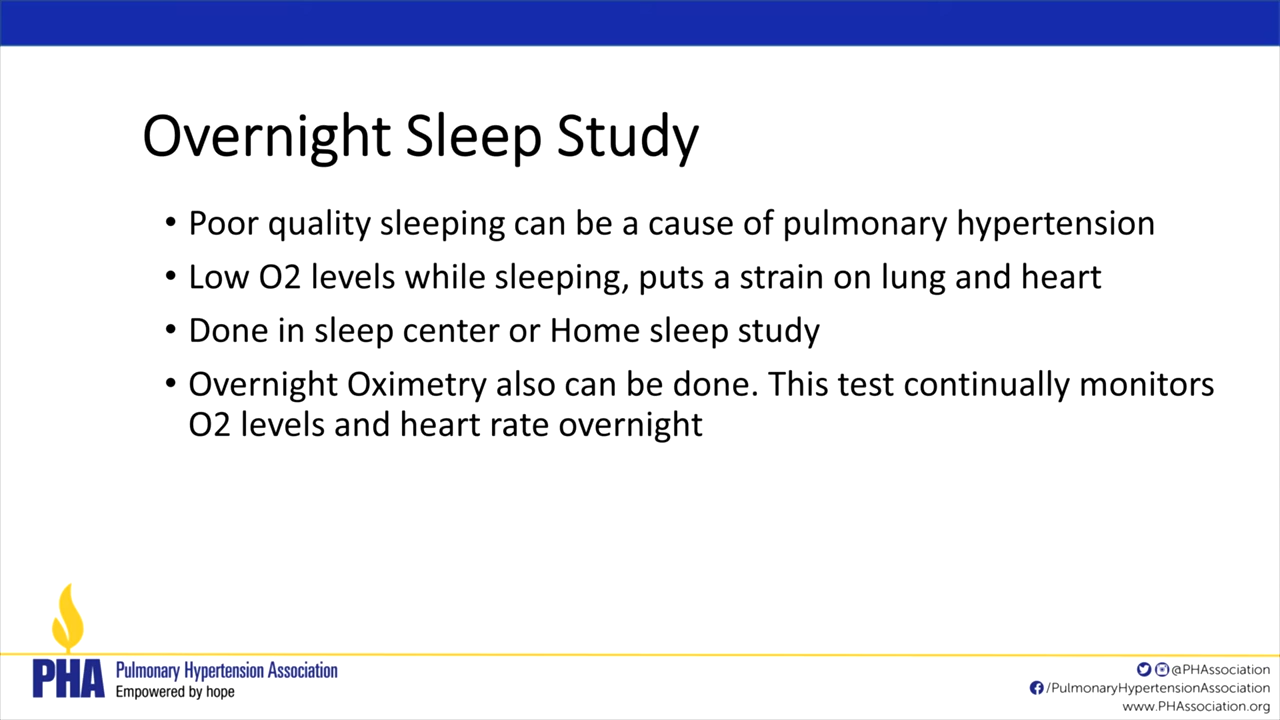 Overnight Sleep Study
• Poor quality sleeping can be a cause of pulmonary hypertension
• Low O2 levels while sleeping, puts a strain on lung and heart
• Done in sleep center or Home sleep study
• Overnight Oximetry also can be done. This test continually monitors
O2 levels and heart rate overnight
PHA Pulmonary Hypertension Association
Empowered by hope
@PHAssociation
/PulmonaryHypertensionAssociation
www.PHAssociation.org